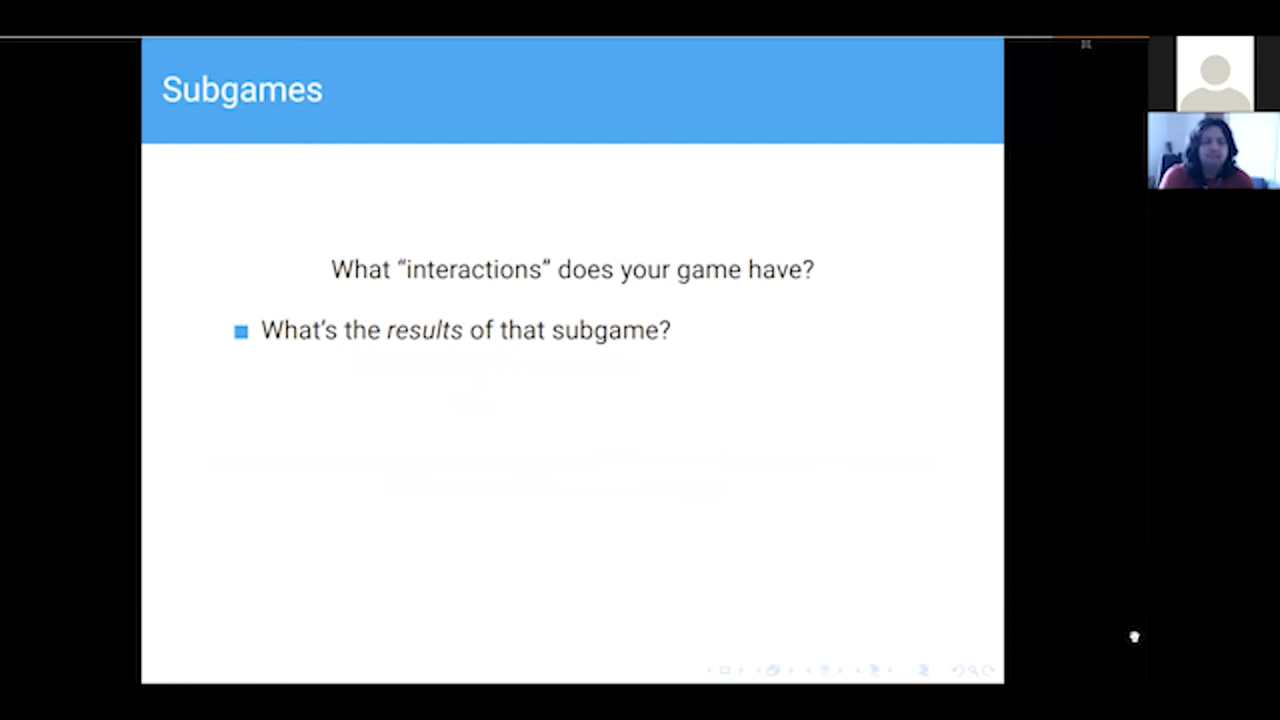 Subgames
What “interactions” does your game have?
What’s the results of that subgame?